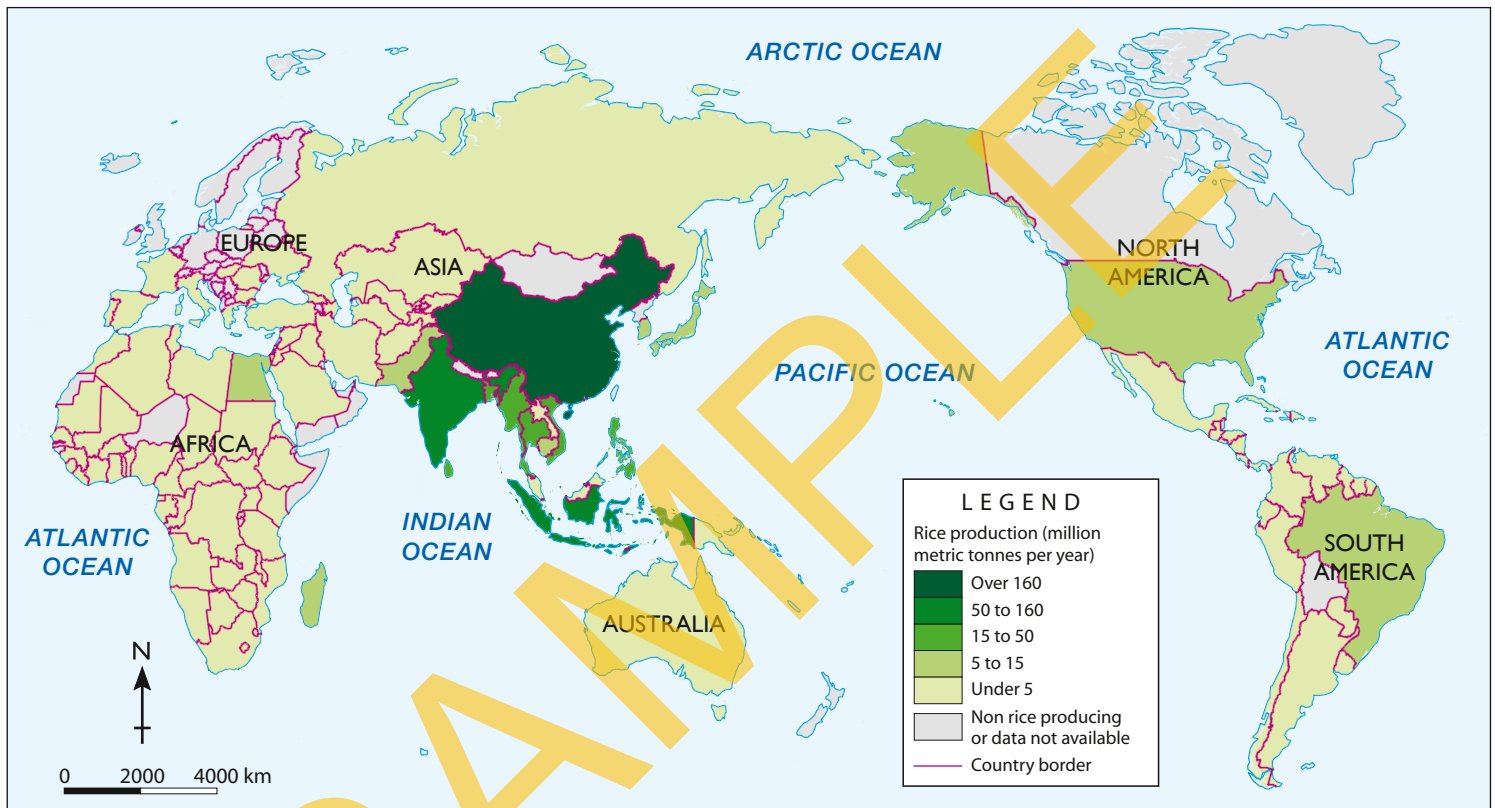 ARCTIC OCEAN
EUROPE
ASIA
NORTH
AMERICA
ATLANTIC
OCEAN
PACIFIC OCEAN
AFRICA
INDIAN
OCEAN
ATLANTIC
OCEAN
SOUTH
AMERICA
AUSTRALIA
N
0 2000 4000 km
LEGEND
Rice production (million
metric tonnes per year)
Over 160
50 to 160
15 to 50
5 to 15
Under 5
Non rice producing
or data not available
Country border
SAMPLE